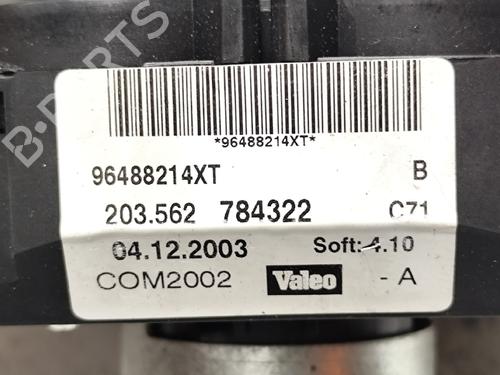 B-PARTS
*96488214XT*
96488214XT B
203.562 784322 C71
04.12.2003 Soft: 4.10
COM2002 Valeo - A